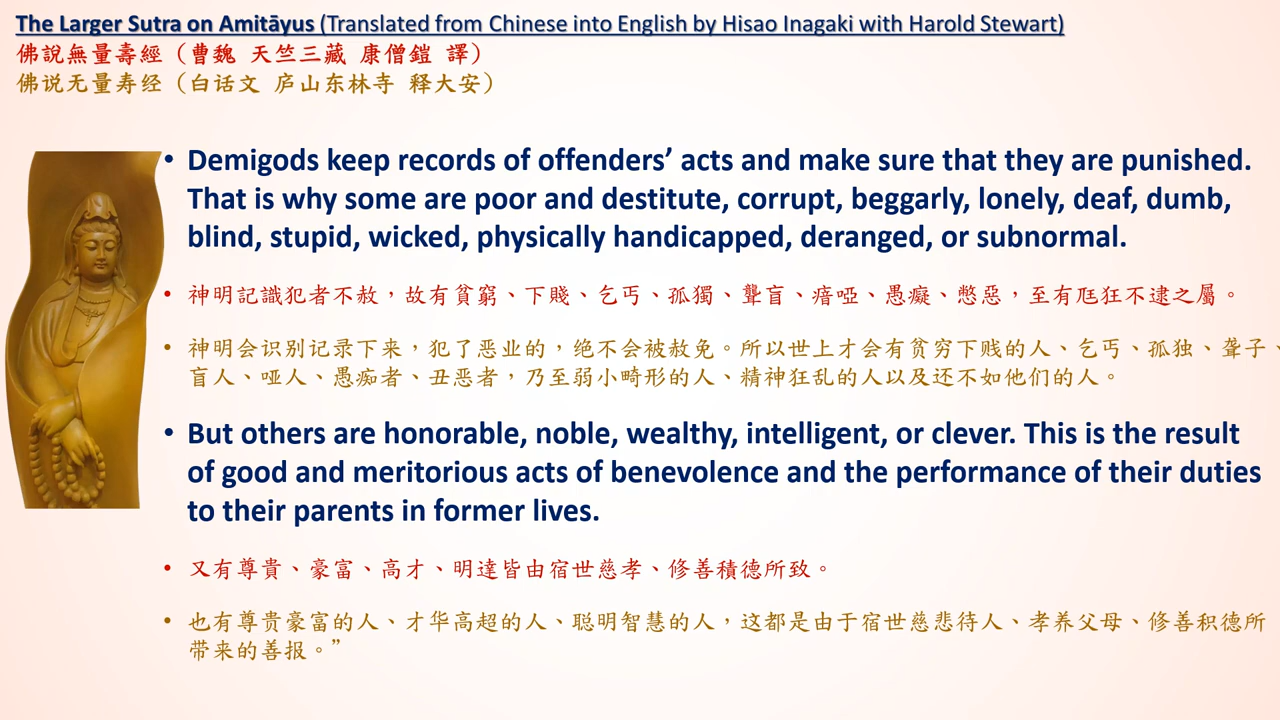 The Larger Sutra on Amitāyus (Translated from Chinese into English by Hisao Inagaki with Harold Stewart)
佛說無量壽經（曹魏 天竺三藏 康僧鎧 譯）
佛说无量寿经（白话文 庐山东林寺 释大安）
• Demigods keep records of offenders’ acts and make sure that they are punished.
That is why some are poor and destitute, corrupt, beggarly, lonely, deaf, dumb,
blind, stupid, wicked, physically handicapped, deranged, or subnormal.
• 神明記識犯者不赦，故有貧窮、下賤、乞丐、孤獨、聾盲、瘖啞、愚癡、憋惡，至有尫狂不逮之屬。
• 神明会识别记录下来，犯了恶业的，绝不会被赦免。所以世上才会有贫穷下贱的人、乞丐、孤独、聋子、
盲人、哑人、愚痴者、丑恶者，乃至弱小畸形的人、精神狂乱的人以及还不如他们的人。
• But others are honorable, noble, wealthy, intelligent, or clever. This is the result
of good and meritorious acts of benevolence and the performance of their duties
to their parents in former lives.
• 又有尊貴、豪富、高才、明達皆由宿世慈孝、修善積德所致。
• 也有尊贵豪富的人、才华高超的人、聪明智慧的人，这都是由于宿世慈悲待人、孝养父母、修善积德所
带来的善报。”